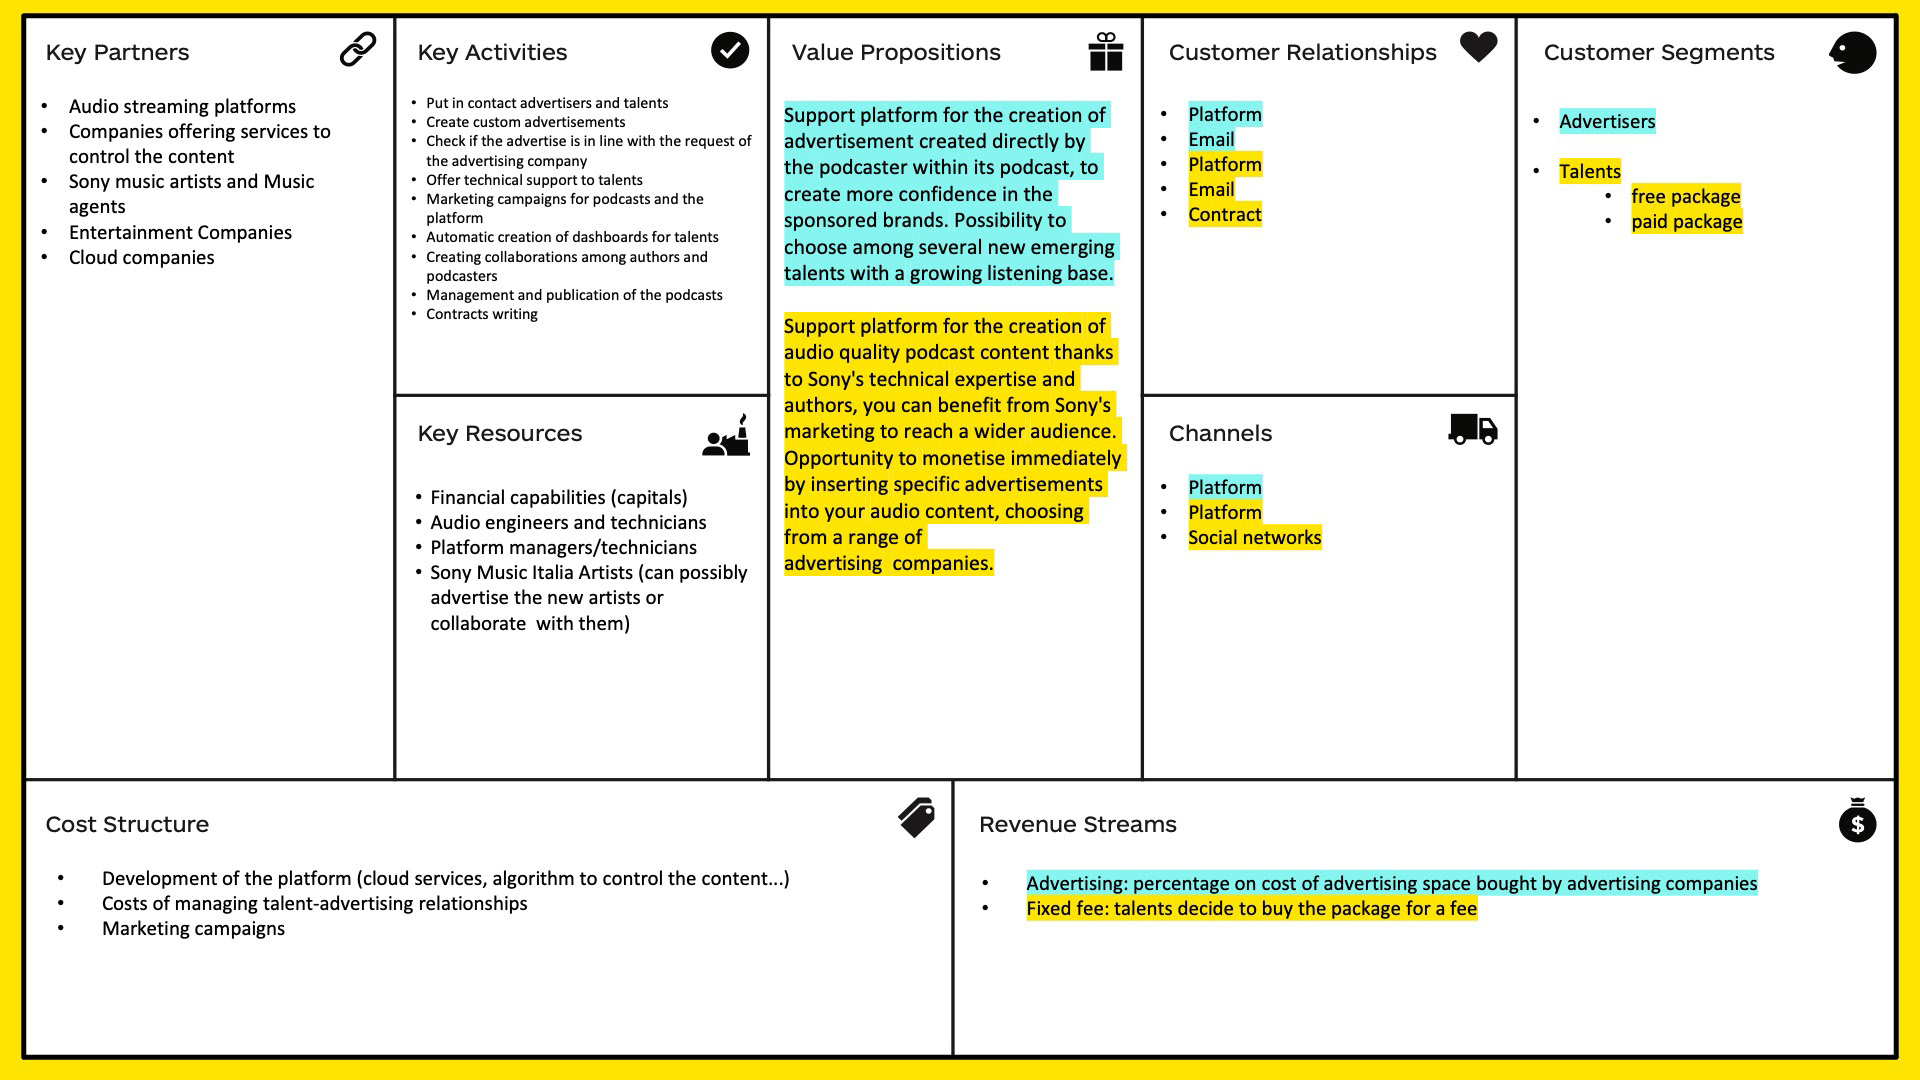 Key Partners
• Audio streaming platforms
• Companies offering services to
control the content
• Sony music artists and Music
agents
• Entertainment Companies
• Cloud companies
Key Activities
• Put in contact advertisers and talents
• Create custom advertisements
• Check if the advertise is in line with the request of
the advertising company
• Offer technical support to talents
• Marketing campaigns for podcasts and the
platform
• Automatic creation of dashboards for talents
• Creating collaborations among authors and
podcasters
• Management and publication of the podcasts
• Contracts writing
Key Resources
• Financial capabilities (capitals)
• Audio engineers and technicians
• Platform managers/technicians
• Sony Music Italia Artists (can possibly
advertise the new artists or
collaborate  with them)
Value Propositions
Support platform for the creation of
advertisement created directly by
the podcaster within its podcast, to
create more confidence in the
sponsored brands. Possibility to
choose among several new emerging
talents with a growing listening base.
Support platform for the creation of
audio quality podcast content thanks
to Sony's technical expertise and
authors, you can benefit from Sony's
marketing to reach a wider audience.
Opportunity to monetise immediately
by inserting specific advertisements
into your audio content, choosing
from a range of
advertising  companies.
Customer Relationships
• Platform
• Email
• Platform
• Email
• Contract
Channels
• Platform
• Platform
• Social networks
Customer Segments
• Advertisers
• Talents
• free package
• paid package
Cost Structure
• Development of the platform (cloud services, algorithm to control the content...)
• Costs of managing talent-advertising relationships
• Marketing campaigns
Revenue Streams
$
• Advertising: percentage on cost of advertising space bought by advertising companies
• Fixed fee: talents decide to buy the package for a fee